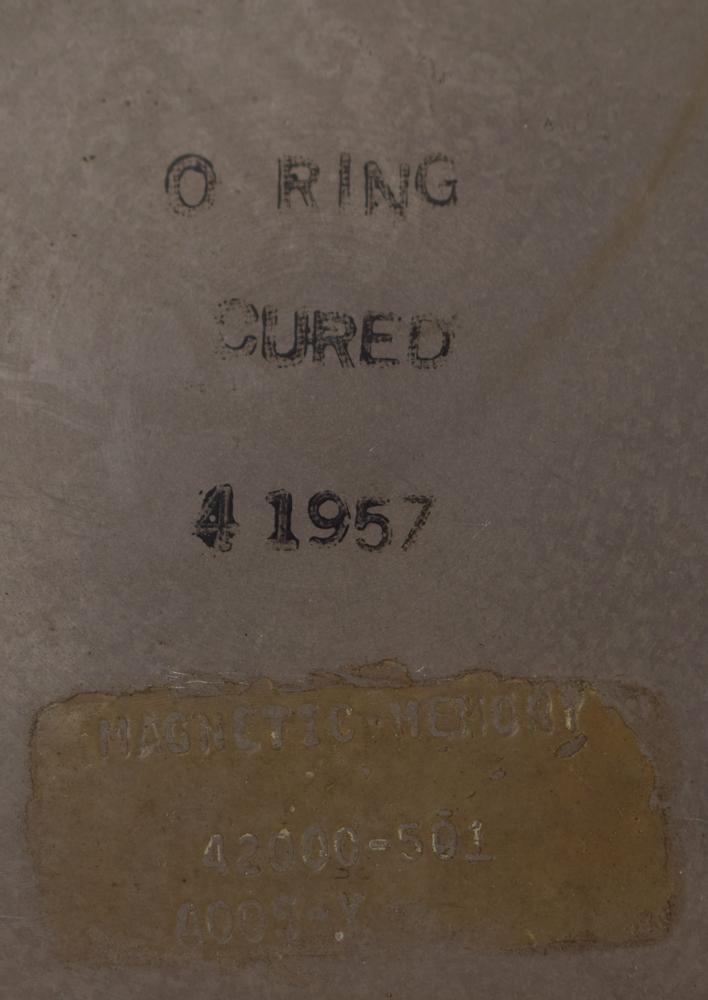 O RING
CURED
4 1957
MAGNETIC MEMORY
42000-501